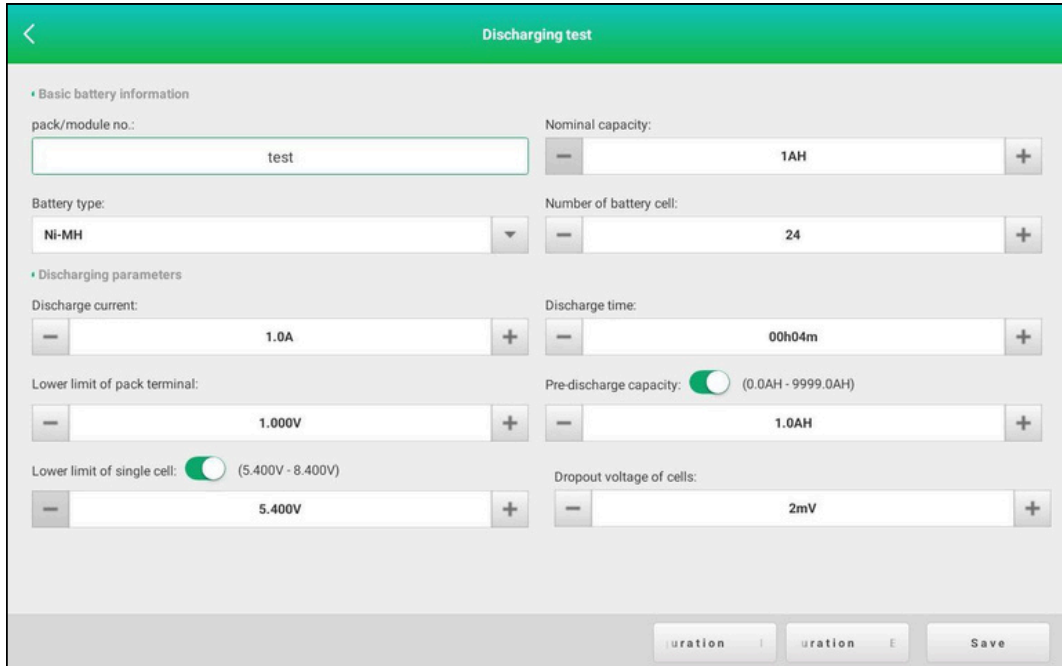 Discharging test
Basic battery information
pack/module no.:
Nominal capacity:
test
1AH
Battery type:
Number of battery cell:
Ni-MH
24
Discharging parameters
Discharge current:
Discharge time:
1.0A
00h04m
Lower limit of pack terminal:
Pre-discharge capacity: (0.0AH - 9999.0AH)
1.000V
1.0AH
Lower limit of single cell: (5.400V - 8.400V)
Dropout voltage of cells:
5.400V
2mV
uration
uration E
Save